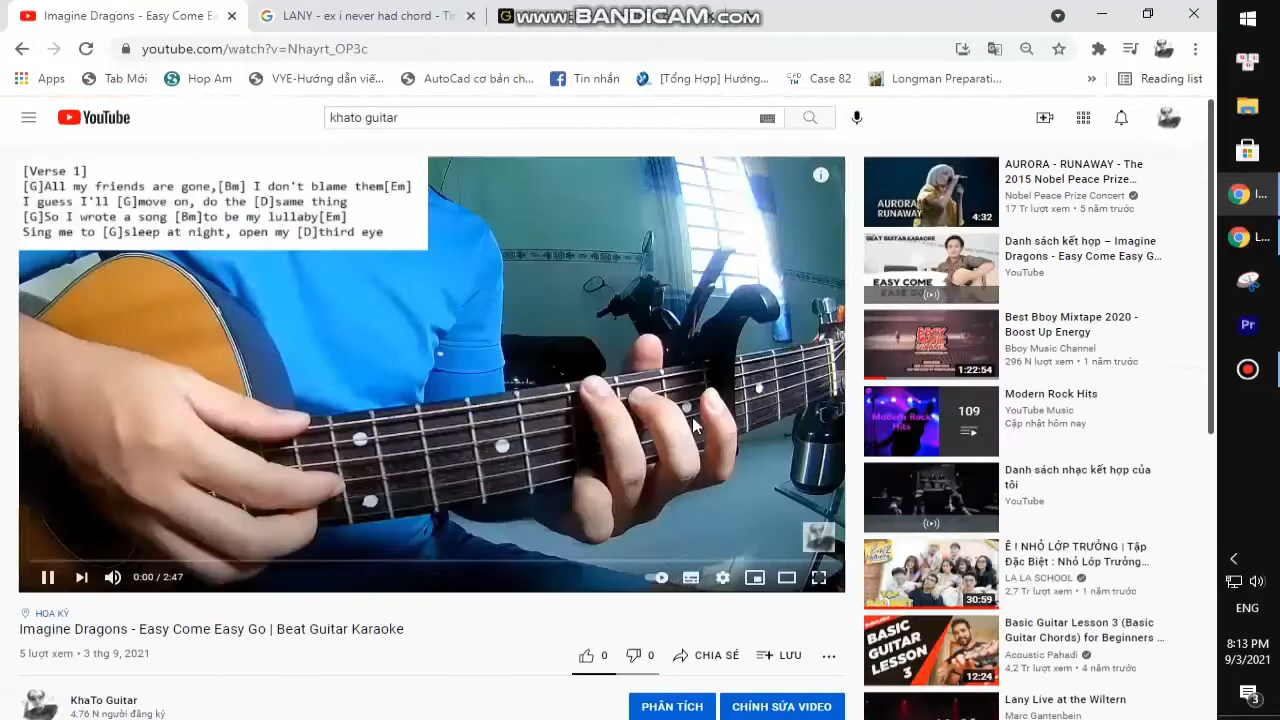 Imagine Dragons - Easy Come Ea
LANY - ex i never had chord - Tì
www.BANDICAM.com
youtube.com/watch?v=Nhayrt_OP3c
Apps
Tab Mới
Hop Am
VYE-Hướng dẫn viế...
AutoCad cơ bản ch...
Tin nhắn
[Tổng Hợp] Hướng...
Case 82
Longman Preparati...
»
Reading list
YouTube
khato guitar
[Verse 1]
[G]All my friends are gone,[Bm] I don't blame them[Em]
I guess I'll [G]move on, do the [D]same thing
[G]So I wrote a song [Bm]to be my lullaby[Em]
Sing me to [G]sleep at night, open my [D]third eye
0:00 / 2:47
HOA KỲ
Imagine Dragons - Easy Come Easy Go | Beat Guitar Karaoke
5 lượt xem • 3 thg 9, 2021
0
0
CHIA SẺ
LƯU
KhaTo Guitar
4,76 N người đăng ký
PHÂN TÍCH
CHỈNH SỬA VIDEO
AURORA RUNAWAY
4:32
AURORA - RUNAWAY - The
2015 Nobel Peace Prize...
Nobel Peace Prize Concert
17 Tr lượt xem • 5 năm trước
BEAT GUITAR KARAOKE
EASY COME
EASE GO
Danh sách kết hợp – Imagine
Dragons - Easy Come Easy G...
YouTube
1:22:54
Best Bboy Mixtape 2020 -
Boost Up Energy
Bboy Music Channel
296 N lượt xem • 1 năm trước
Modern Rock
Hits
109
Modern Rock Hits
YouTube Music
Cập nhật hôm nay
Danh sách nhạc kết hợp của
tôi
YouTube
30:59
Ê ! NHỎ LỚP TRƯỞNG | Tập
Đặc Biệt : Nhỏ Lớp Trưởng...
LA LA SCHOOL
2,7 Tr lượt xem • 1 năm trước
BASIC
GUITAR
LESSON
3
12:24
Basic Guitar Lesson 3 (Basic
Guitar Chords) for Beginners ...
Acoustic Pahadi
4,2 Tr lượt xem • 4 năm trước
Lany Live at the Wiltern
Marc Gantenbein
I...
L...
Pr
ENG
8:13 PM
9/3/2021
3